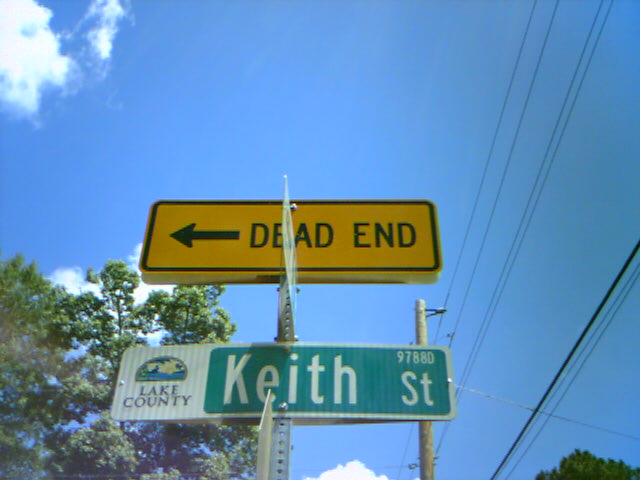 DEAD END
LAKE
COUNTY
Keith St
9788D